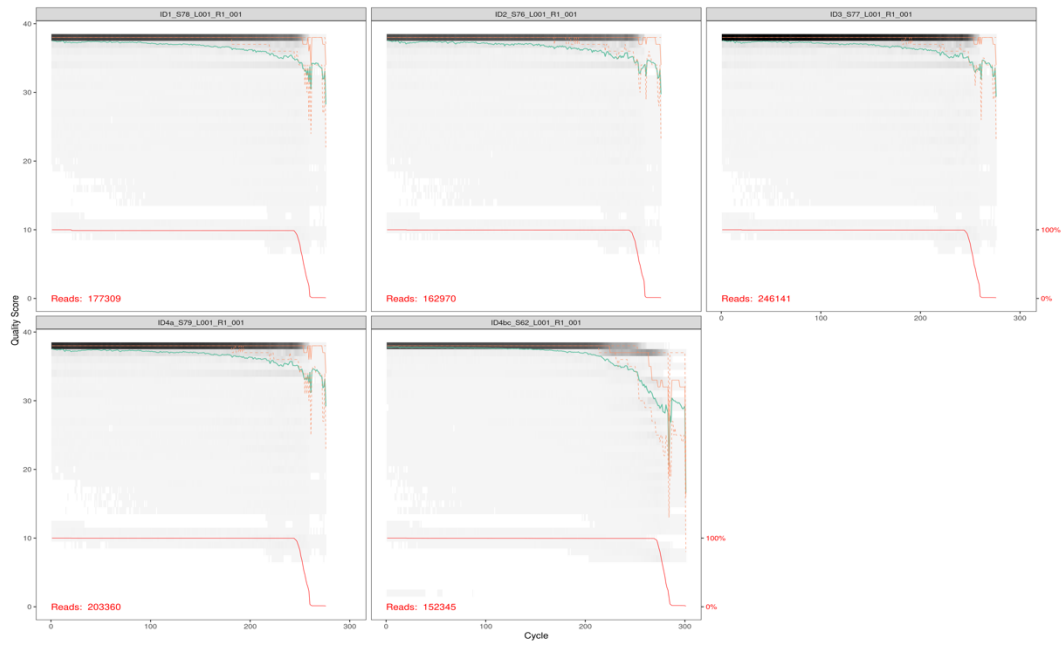 ID1_S78_L001_R1_001
ID2_S76_L001_R1_001
ID3_S77_L001_R1_001
40
30
20
10
0
Reads: 177309
Reads: 162970
Reads: 246141
100%
0%
0
100
200
300
Quality Score
ID4a_S79_L001_R1_001
ID4bc_S62_L001_R1_001
40
30
20
10
0
Reads: 203360
Reads: 152345
100%
0%
0
100
200
300
0
100
200
300
Cycle